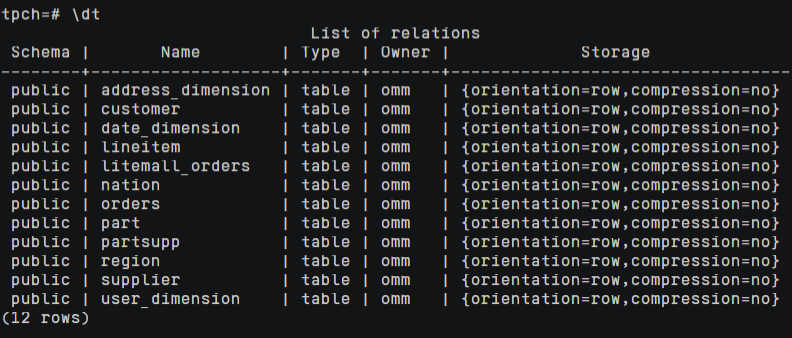 tpch=# \dt
                               List of relations
 Schema |       Name        | Type  | Owner |             Storage
--------+-------------------+-------+-------+----------------------------------
 public | address_dimension | table | omm   | {orientation=row,compression=no}
 public | customer          | table | omm   | {orientation=row,compression=no}
 public | date_dimension    | table | omm   | {orientation=row,compression=no}
 public | lineitem          | table | omm   | {orientation=row,compression=no}
 public | litemall_orders   | table | omm   | {orientation=row,compression=no}
 public | nation            | table | omm   | {orientation=row,compression=no}
 public | orders            | table | omm   | {orientation=row,compression=no}
 public | part              | table | omm   | {orientation=row,compression=no}
 public | partsupp          | table | omm   | {orientation=row,compression=no}
 public | region            | table | omm   | {orientation=row,compression=no}
 public | supplier          | table | omm   | {orientation=row,compression=no}
 public | user_dimension    | table | omm   | {orientation=row,compression=no}
(12 rows)